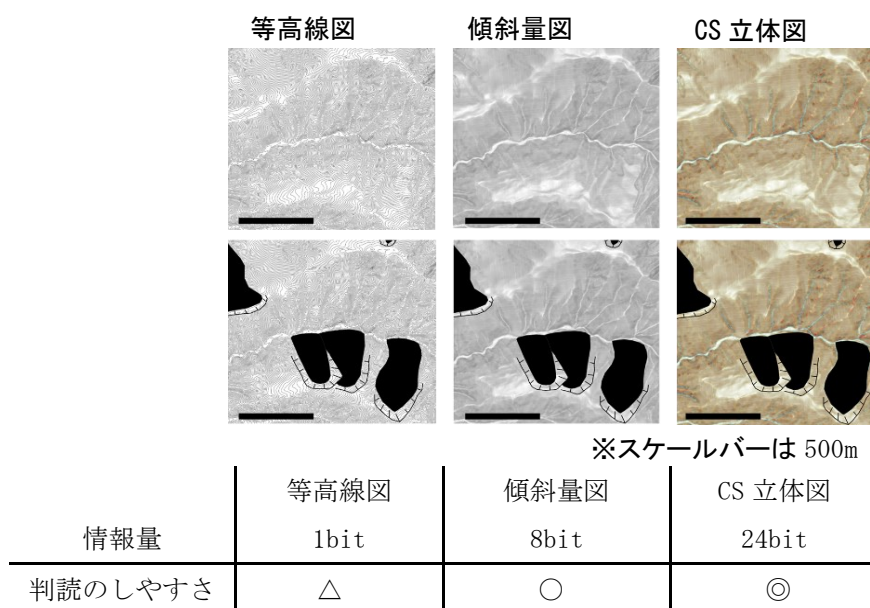 等高線図 傾斜量図 CS 立体図
※スケールバーは 500m
等高線図 傾斜量図 CS 立体図
情報量 1bit 8bit 24bit
判読のしやすさ △ ○ ◎